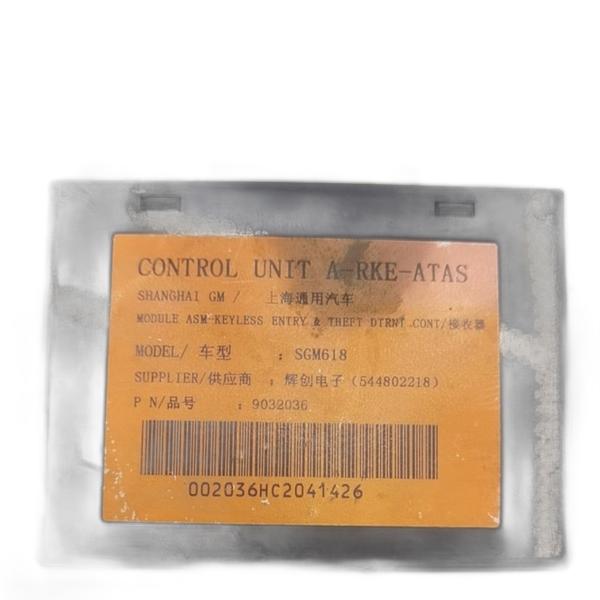 CONTROL UNIT A-RKE-ATAS
SHANGHAI GM / 上海通用汽车
MODULE ASM-KEYLESS ENTRY & THEFT DTRNT CONT/接收器
MODEL/ 车型 : SGM618
SUPPLIER/供应商 : 辉创电子 (544802218)
P N/品号 : 9032036
002036HC2041426